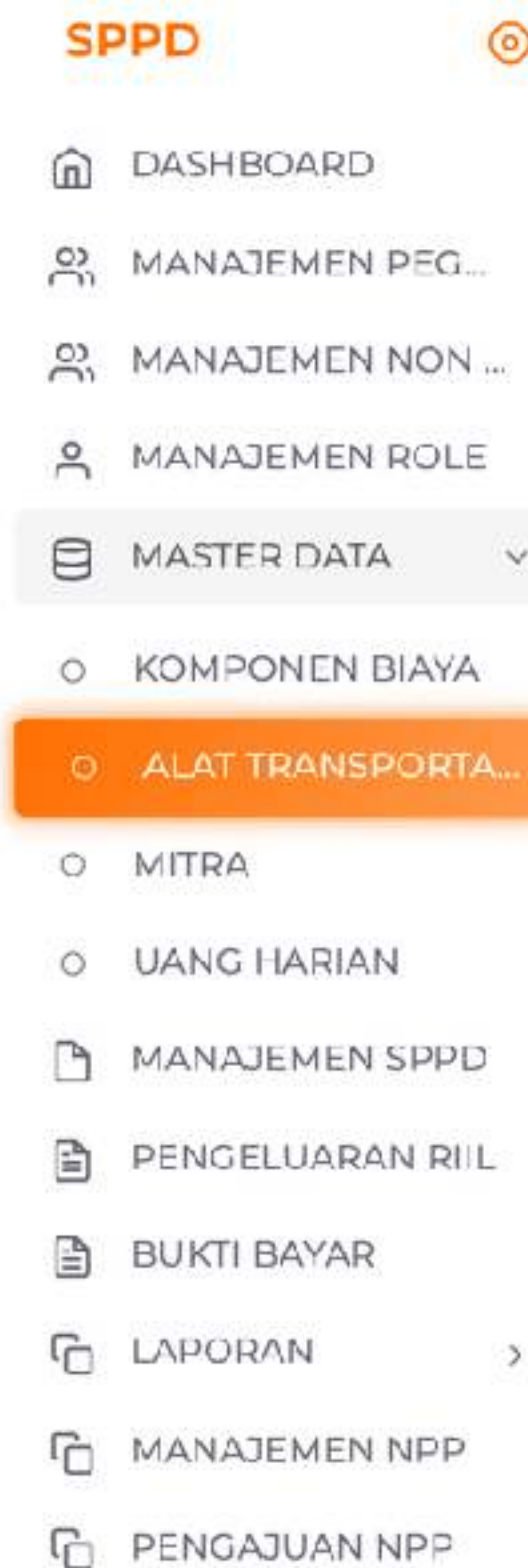 SPPD
DASHBOARD
MANAJEMEN PEG...
MANAJEMEN NON ...
MANAJEMEN ROLE
MASTER DATA
KOMPONEN BIAYA
ALAT TRANSPORTA...
MITRA
UANG HARIAN
MANAJEMEN SPPD
PENGELUARAN RIIL
BUKTI BAYAR
LAPORAN
MANAJEMEN NPP
PENGAJUAN NPP